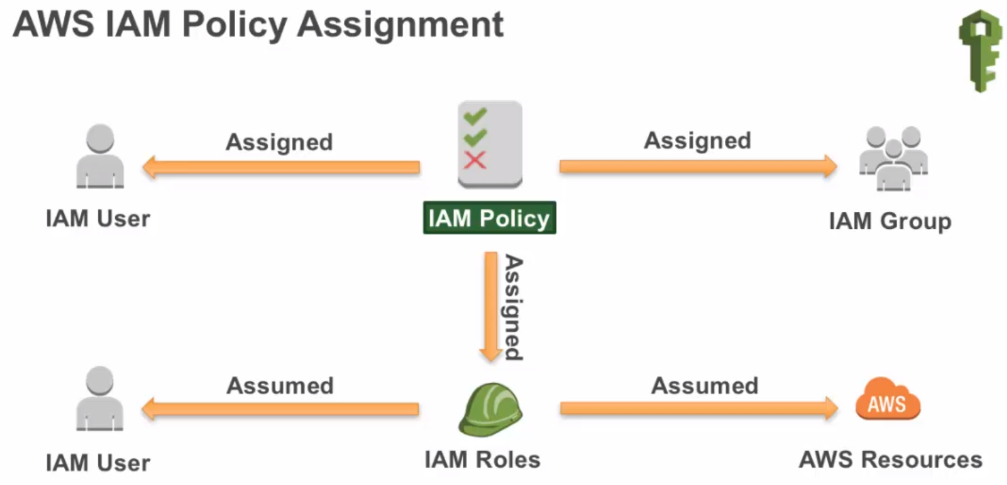 AWS IAM Policy Assignment
Assigned
Assigned
IAM User
IAM Policy
IAM Group
Assigned
Assumed
Assumed
AWS
IAM User
IAM Roles
AWS Resources